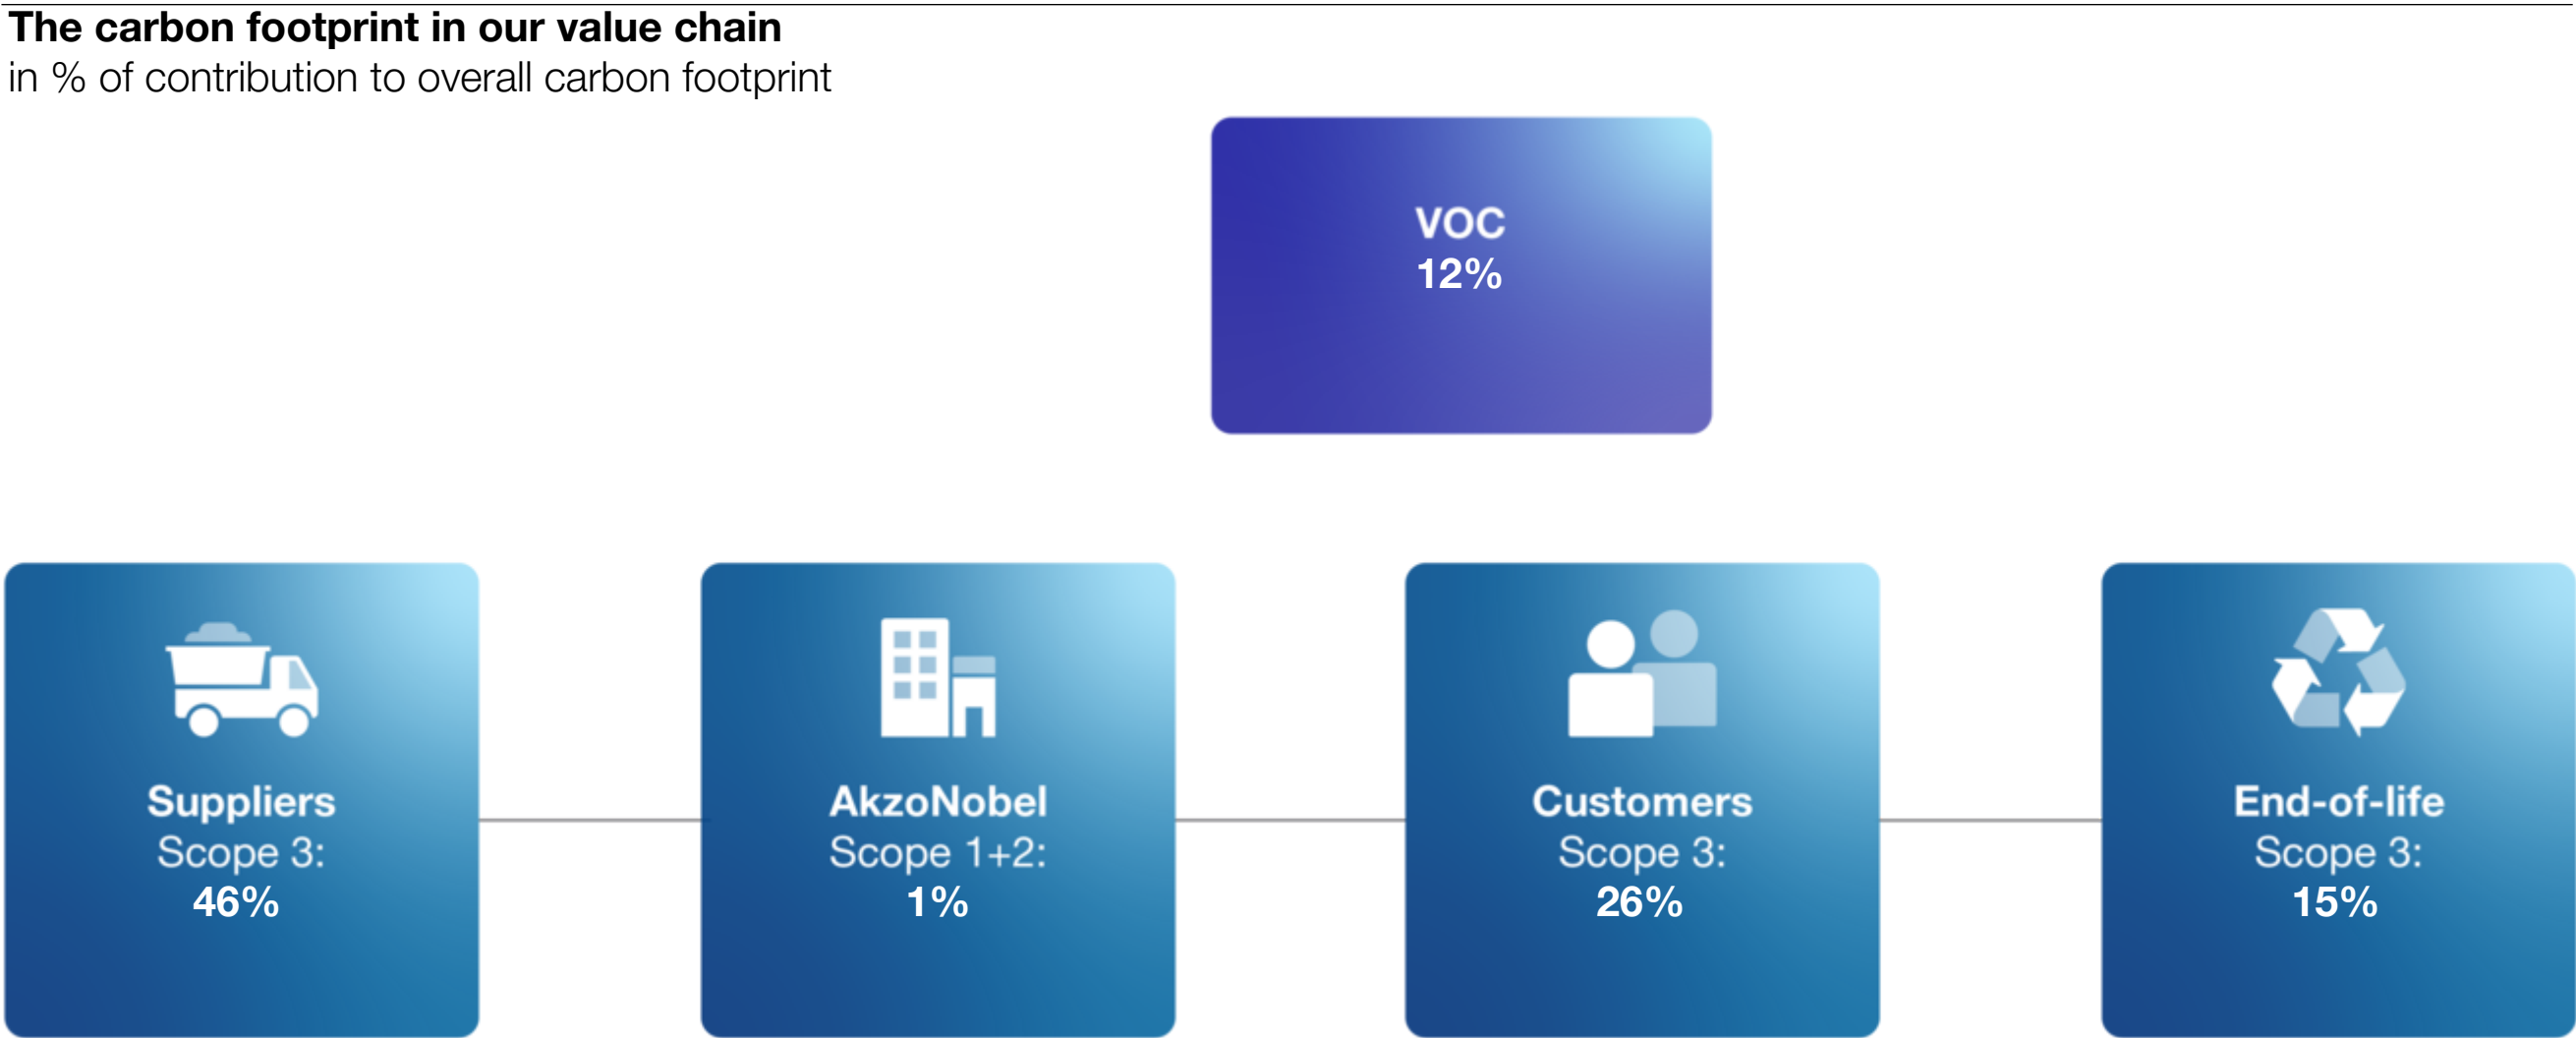 The carbon footprint in our value chain
in % of contribution to overall carbon footprint
VOC
12%
Suppliers
Scope 3:
46%
AkzoNobel
Scope 1+2:
1%
Customers
Scope 3:
26%
End-of-life
Scope 3:
15%